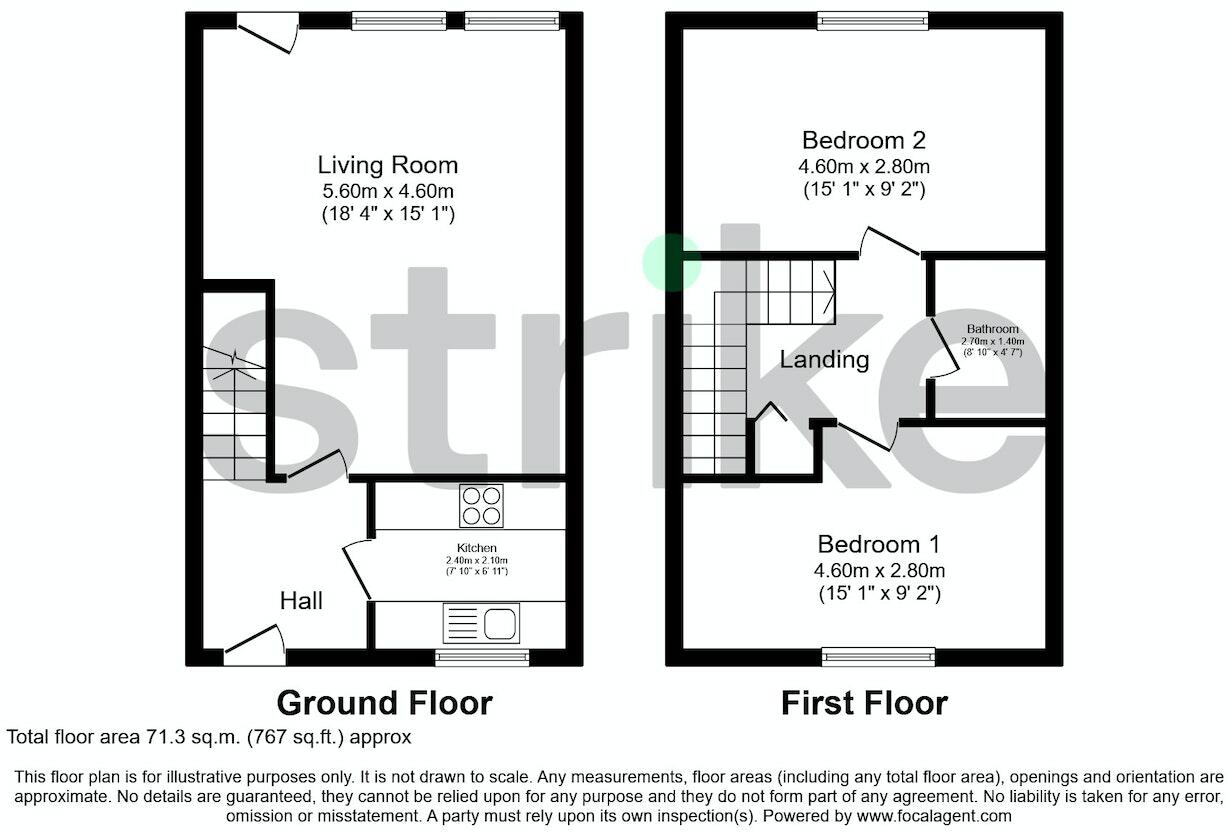 Living Room
5.60m x 4.60m
(18' 4" x 15' 1")
Kitchen
2.40m x 2.10m
(7' 10" x 6' 11")
Hall
Ground Floor
Bedroom 2
4.60m x 2.80m
(15' 1" x 9' 2")
Bathroom
2.70m x 1.40m
(8' 10" x 4' 7")
Landing
Bedroom 1
4.60m x 2.80m
(15' 1" x 9' 2")
First Floor
strike
Total floor area 71.3 sq.m. (767 sq.ft.) approx
This floor plan is for illustrative purposes only. It is not drawn to scale. Any measurements, floor areas (including any total floor area), openings and orientation are
approximate. No details are guaranteed, they cannot be relied upon for any purpose and they do not form part of any agreement. No liability is taken for any error,
omission or misstatement. A party must rely upon its own inspection(s). Powered by www.focalagent.com